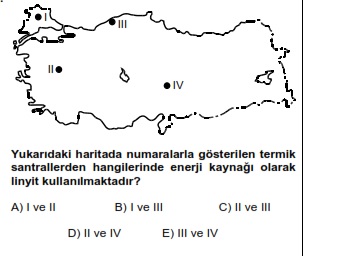 I
III
II
IV
Yukarıdaki haritada numaralarla gösterilen termik
santrallerden hangilerinde enerji kaynağı olarak
linyit kullanılmaktadır?
A) I ve II B) I ve III C) II ve III
D) II ve IV E) III ve IV